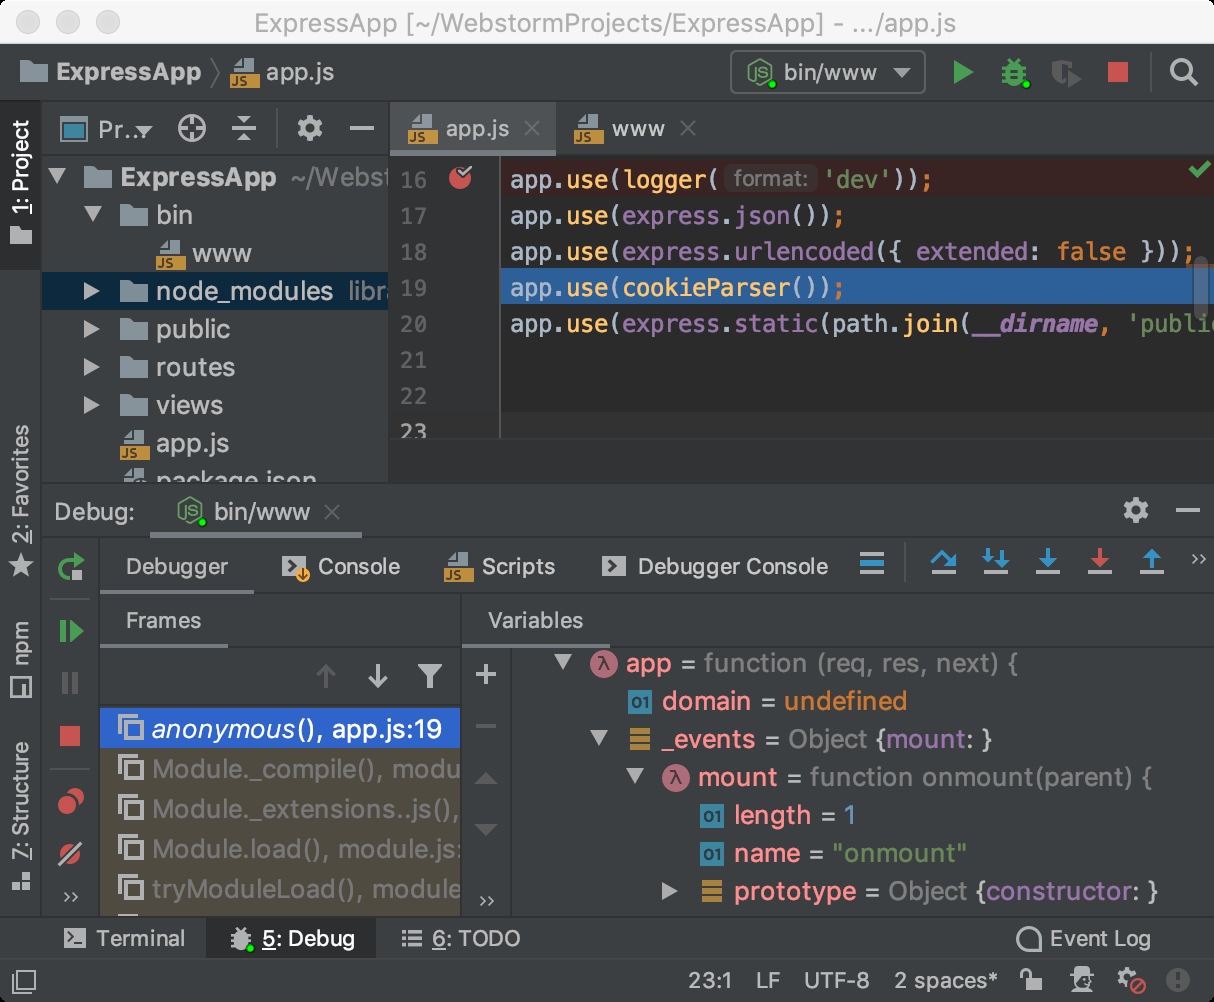 ExpressApp [~/WebstormProjects/ExpressApp] - .../app.js
ExpressApp
app.js
bin/www
1: Project
Pr...
app.js
www
ExpressApp ~/Webst
bin
www
node_modules libr
public
routes
views
app.js
package.json
16 app.use(logger( format: 'dev'));
17 app.use(express.json());
18 app.use(express.urlencoded({ extended: false }));
19 app.use(cookieParser());
20 app.use(express.static(path.join(__dirname, 'public
21
22
23
2: Favorites
npm
7: Structure
Debug: bin/www
Debugger
Console
Scripts
Debugger Console
Frames
Variables
anonymous(), app.js:19
Module._compile(), modu
Module._extensions..js(),
Module.load(), module.js:
tryModuleLoad(), module
app = function (req, res, next) {
domain = undefined
_events = Object {mount: }
mount = function onmount(parent) {
length = 1
name = "onmount"
prototype = Object {constructor: }
Terminal
5: Debug
6: TODO
Event Log
23:1 LF UTF-8 2 spaces*